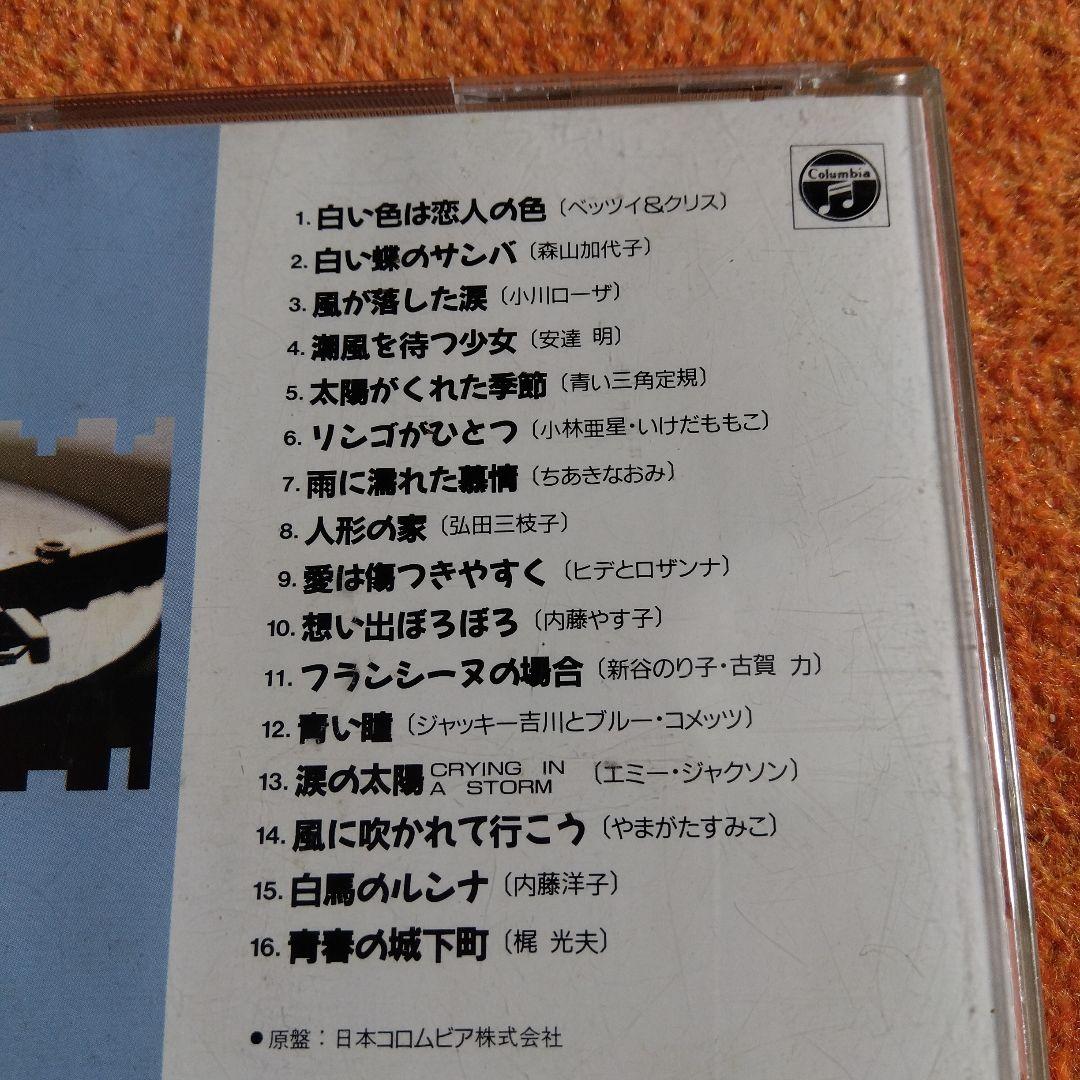 Columbia
1. 白い色は恋人の色〔ベッツイ&クリス〕
2. 白い蝶のサンバ〔森山加代子〕
3. 風が落した涙〔小川ローザ〕
4. 潮風を待つ少女〔安達 明〕
5. 太陽がくれた季節〔青い三角定規〕
6. リンゴがひとつ〔小林亜星・いけだももこ〕
7. 雨に濡れた慕情〔ちあきなおみ〕
8. 人形の家〔弘田三枝子〕
9. 愛は傷つきやすく〔ヒデとロザンナ〕
10. 想い出ぼろぼろ〔内藤やす子〕
11. フランシーヌの場合〔新谷のり子・古賀 力〕
12. 青い瞳〔ジャッキー吉川とブルー・コメッツ〕
13. 涙の太陽 CRYING IN A STORM〔エミー・ジャクソン〕
14. 風に吹かれて行こう〔やまがたすみこ〕
15. 白馬のルンナ〔内藤洋子〕
16. 青春の城下町〔梶 光夫〕
●原盤：日本コロムビア株式会社